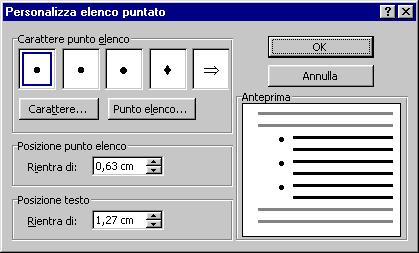 Personalizza elenco puntato
Carattere punto elenco
OK
Annulla
Carattere...
Punto elenco...
Anteprima
Posizione punto elenco
Rientra di:
0,63 cm
Posizione testo
Rientra di:
1,27 cm